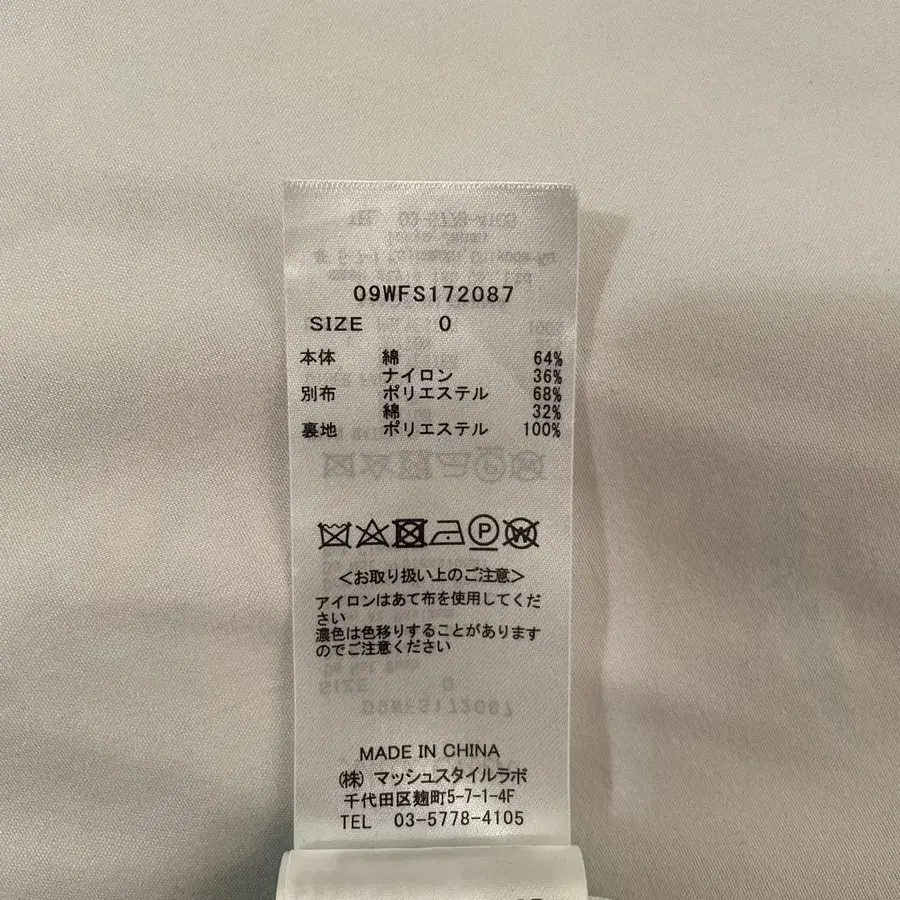 09WFS172087
SIZE 0
本体 綿 64%
ナイロン 36%
別布 ポリエステル 68%
綿 32%
裏地 ポリエステル 100%
P W
<お取り扱い上のご注意>
アイロンはあて布を使用してくだ
さい
濃色は色移りすることがあります
のでご注意ください
MADE IN CHINA
(株) マッシュスタイルラボ
千代田区麹町5-7-1-4F
TEL 03-5778-4105